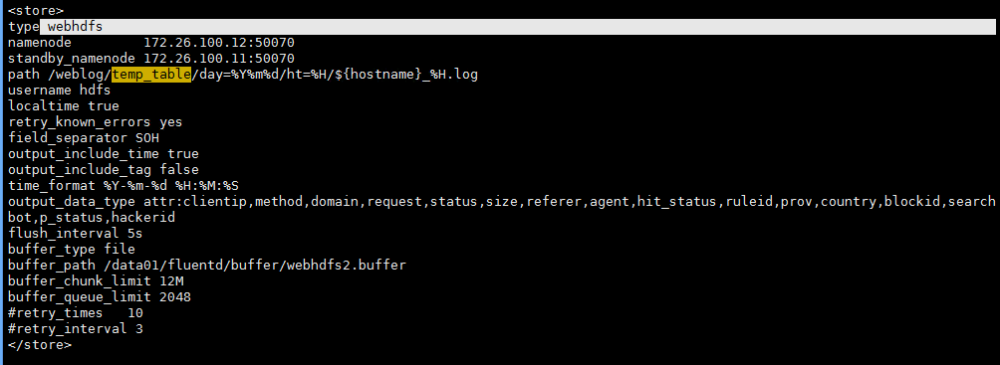 <store>
type webhdfs
namenode         172.26.100.12:50070
standby_namenode 172.26.100.11:50070
path /weblog/temp_table/day=%Y%m%d/ht=%H/${hostname}_%H.log
username hdfs
localtime true
retry_known_errors yes
field_separator SOH
output_include_time true
output_include_tag false
time_format %Y-%m-%d %H:%M:%S
output_data_type attr:clientip,method,domain,request,status,size,referer,agent,hit_status,ruleid,prov,country,blockid,search
bot,p_status,hackerid
flush_interval 5s
buffer_type file
buffer_path /data01/fluentd/buffer/webhdfs2.buffer
buffer_chunk_limit 12M
buffer_queue_limit 2048
#retry_times   10
#retry_interval 3
</store>